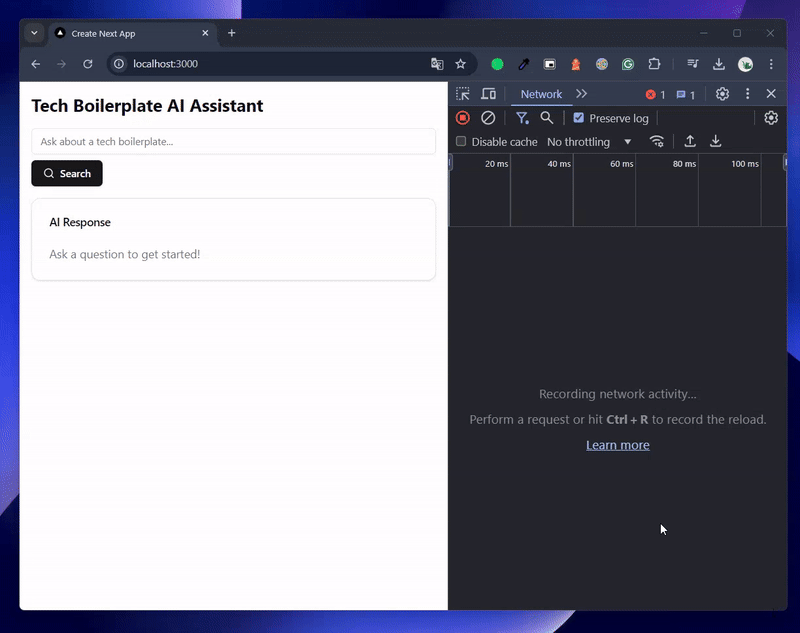 Create Next App
localhost:3000
Tech Boilerplate AI Assistant
Ask about a tech boilerplate...
Search
AI Response
Ask a question to get started!
Network
1
1
Preserve log
Disable cache
No throttling
20 ms
40 ms
60 ms
80 ms
100 ms
Recording network activity...
Perform a request or hit Ctrl + R to record the reload.
Learn more